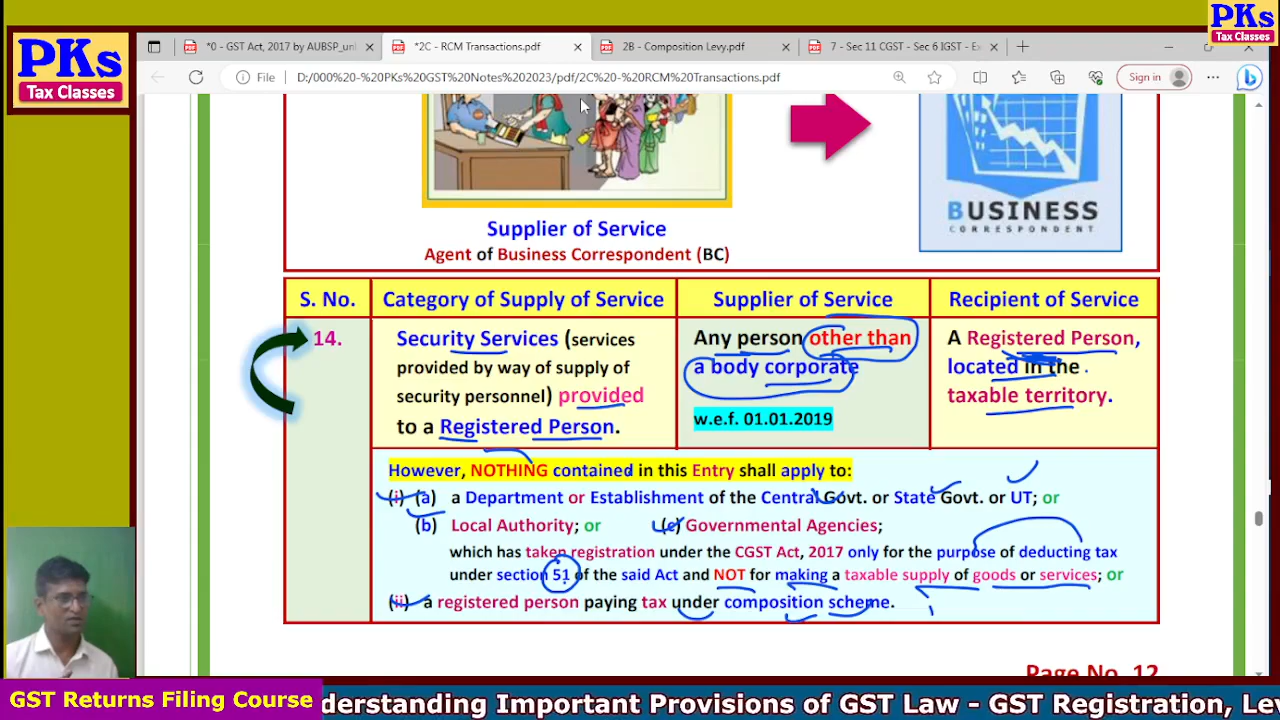 PKs
Tax Classes
PKs
Tax Classes
*0 - GST Act, 2017 by AUBSP_unl
*2C - RCM Transactions.pdf
2B - Composition Levy.pdf
7 - Sec 11 CGST - Sec 6 IGST - Ex
File
D:/000%20-%20PKs%20GST%20Notes%202023/pdf/2C%20-%20RCM%20Transactions.pdf
Sign in
Supplier of Service
Agent of Business Correspondent (BC)
BUSINESS
CORRESPONDENT
S. No.
Category of Supply of Service
Supplier of Service
Recipient of Service
14.
Security Services (services
provided by way of supply of
security personnel) provided
to a Registered Person.
Any person other than
a body corporate
w.e.f. 01.01.2019
A Registered Person,
located in the
taxable territory.
However, NOTHING contained in this Entry shall apply to:
(i) (a) a Department or Establishment of the Central Govt. or State Govt. or UT; or
(b) Local Authority; or (c) Governmental Agencies;
which has taken registration under the CGST Act, 2017 only for the purpose of deducting tax
under section 51 of the said Act and NOT for making a taxable supply of goods or services; or
(ii) a registered person paying tax under composition scheme.
Page No. 12
GST Returns Filing Course
derstanding Important Provisions of GST Law - GST Registration, Lev